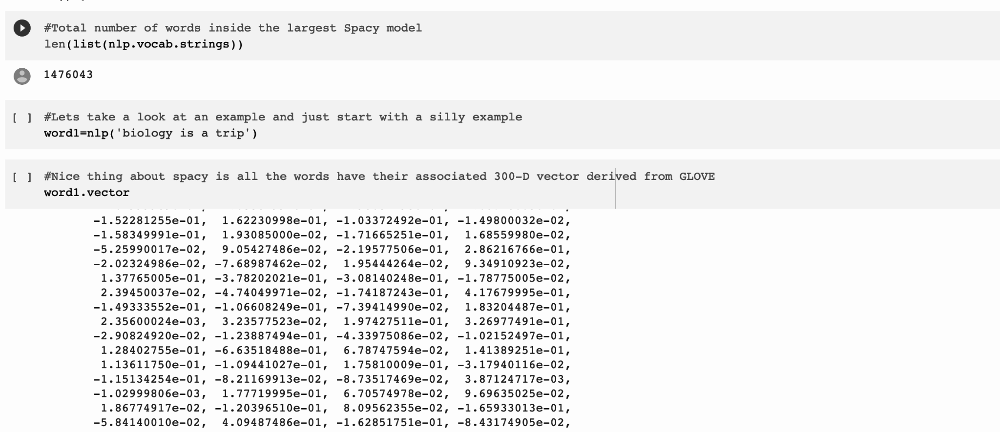 #Total number of words inside the largest Spacy model
len(list(nlp.vocab.strings))
1476043
[ ] #Lets take a look at an example and just start with a silly example
word1=nlp('biology is a trip')
[ ] #Nice thing about spacy is all the words have their associated 300-D vector derived from GLOVE
word1.vector
-1.52281255e-01, 1.62230998e-01, -1.03372492e-01, -1.49800032e-02,
-1.58349991e-01, 1.93085000e-02, -1.71665251e-01, 1.68559980e-02,
-5.25990017e-02, 9.05427486e-02, -2.19577506e-01, 2.86216766e-01,
-2.02324986e-02, -7.68987462e-02, 1.95444264e-02, 9.34910923e-02,
1.37765005e-01, -3.78202021e-01, -3.08140248e-01, -1.78775005e-02,
2.39450037e-02, -4.74049971e-02, -1.74187243e-01, 4.17679995e-01,
-1.49333552e-01, -1.06608249e-01, -7.39414990e-02, 1.83204487e-01,
2.35600024e-03, 3.23577523e-02, 1.97427511e-01, 3.26977491e-01,
-2.90824920e-02, -1.23887494e-01, -4.33975086e-02, -1.02152497e-01,
1.28402755e-01, -6.63518488e-01, 6.78747594e-02, 1.41389251e-01,
1.13611750e-01, -1.09441027e-01, 1.75810009e-01, -3.17940116e-02,
-1.15134254e-01, -8.21169913e-02, -8.73517469e-02, 3.87124717e-03,
-1.02999806e-03, 1.77719995e-01, 6.70574978e-02, 9.69635025e-02,
1.86774917e-02, -1.20396510e-01, 8.09562355e-02, -1.65933013e-01,
-5.84140010e-02, 4.09487486e-01, -1.62851751e-01, -8.43174905e-02,